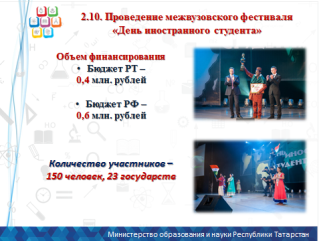 2.10. Проведение межвузовского фестиваля
«День иностранного студента»
Объем финансирования
• Бюджет РТ –
0,4 млн. рублей
• Бюджет РФ –
0,6 млн. рублей
Количество участников –
150 человек, 23 государств
Министерство образования и науки Республики Татарстан